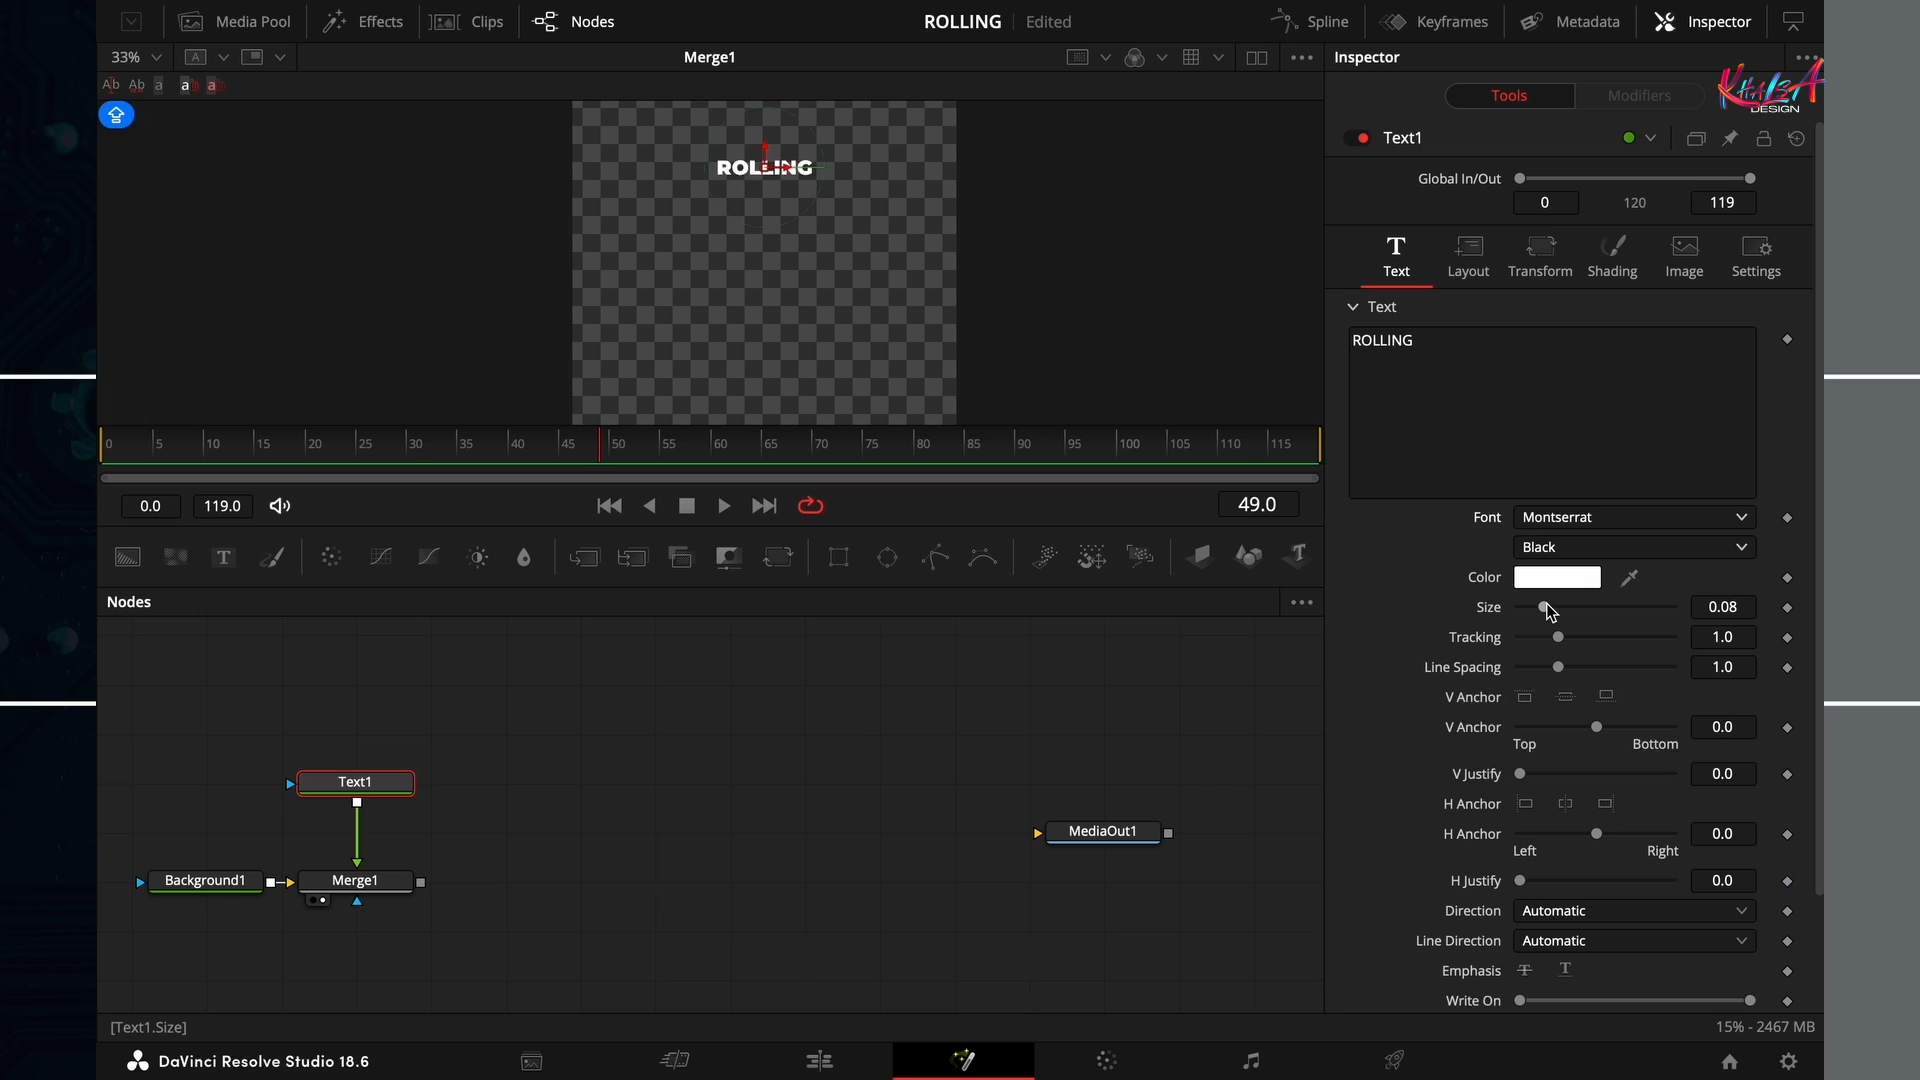 Media Pool
Effects
Clips
Nodes
ROLLING
Edited
Spline
Keyframes
Metadata
Inspector
33%
A
Merge1
Inspector
Ab Ab a ab ab
Tools
Modifiers
KHALSA
DESIGN
ROLLING
Text1
Global In/Out
0
120
119
Text
Layout
Transform
Shading
Image
Settings
Text
ROLLING
0 5 10 15 20 25 30 35 40 45 50 55 60 65 70 75 80 85 90 95 100 105 110 115
0.0
119.0
49.0
Font
Montserrat
Black
Color
Size
0.08
Tracking
1.0
Line Spacing
1.0
V Anchor
V Anchor
0.0
Top
Bottom
V Justify
0.0
H Anchor
H Anchor
0.0
Left
Right
H Justify
0.0
Direction
Automatic
Line Direction
Automatic
Emphasis
Write On
Nodes
Text1
Background1
Merge1
MediaOut1
[Text1.Size]
15% - 2467 MB
DaVinci Resolve Studio 18.6